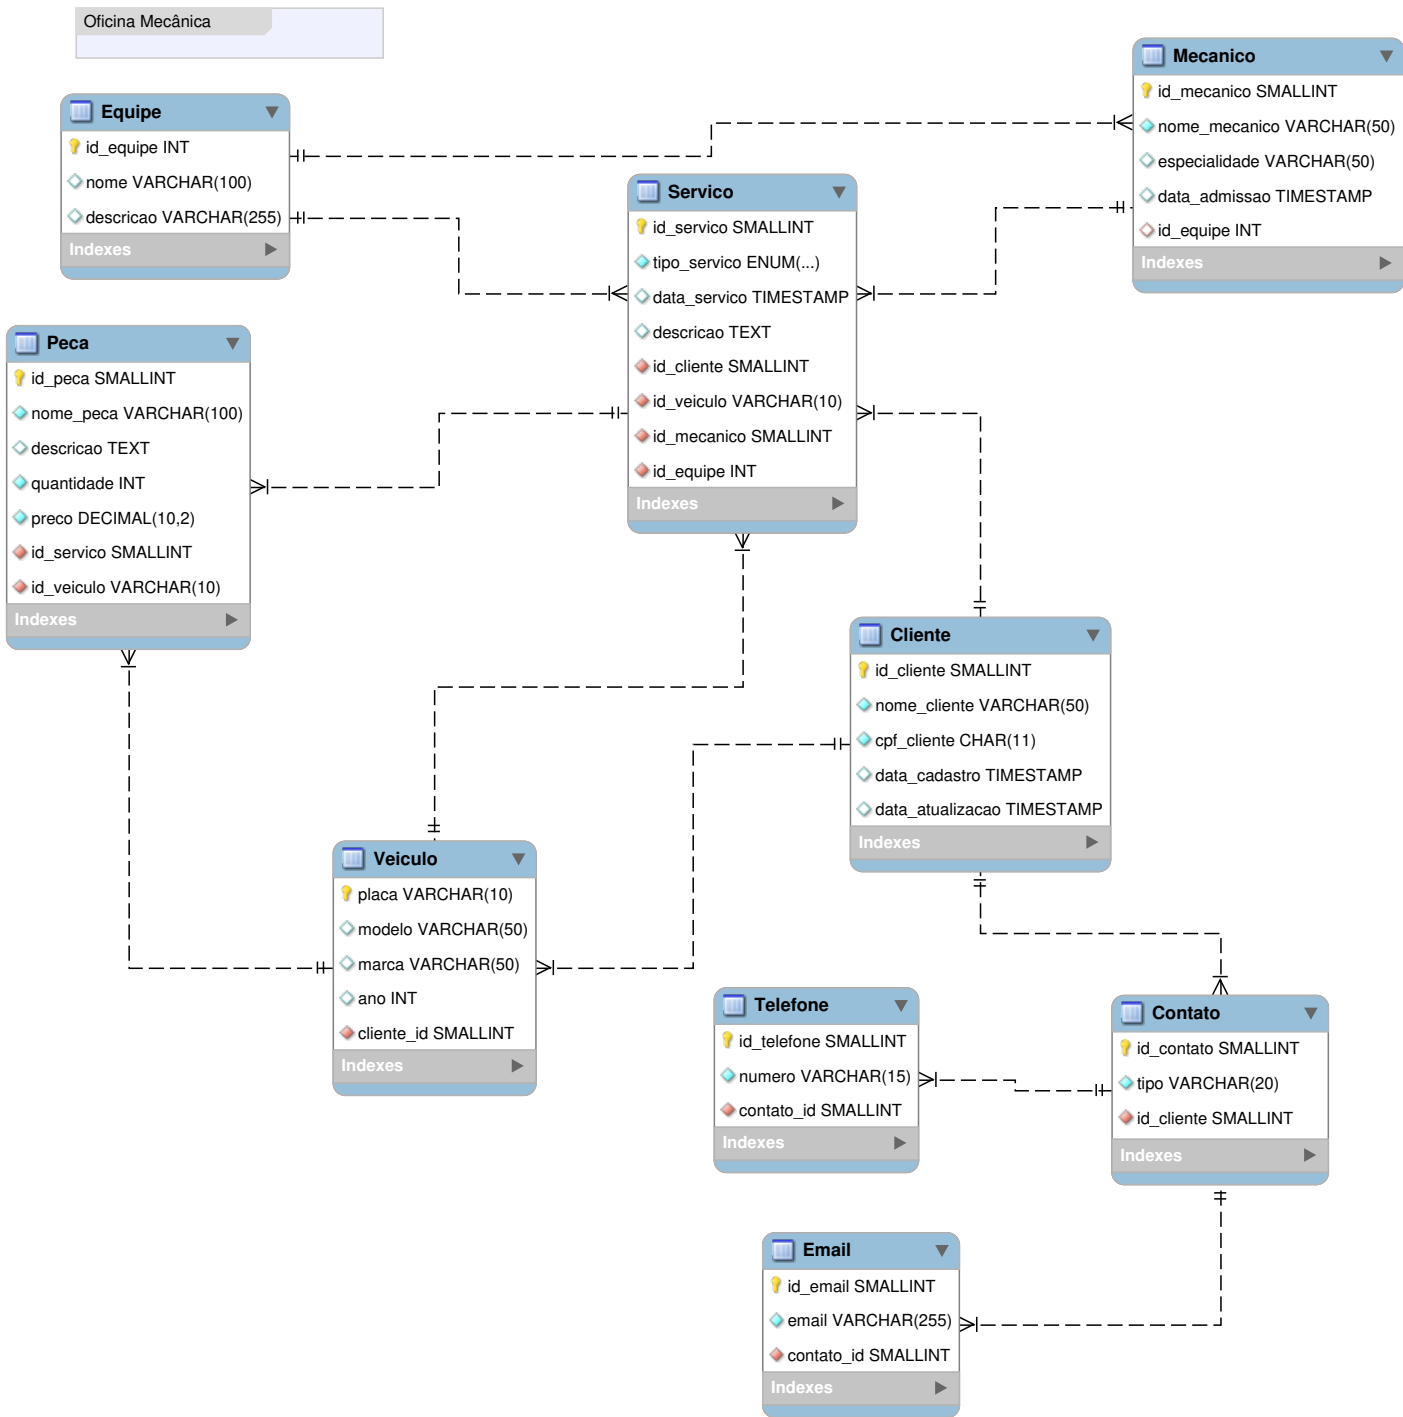 Oficina Mecânica
Equipe
id_equipe INT
nome VARCHAR(100)
descricao VARCHAR(255)
Indexes
Mecanico
id_mecanico SMALLINT
nome_mecanico VARCHAR(50)
especialidade VARCHAR(50)
data_admissao TIMESTAMP
id_equipe INT
Indexes
Servico
id_servico SMALLINT
tipo_servico ENUM(...)
data_servico TIMESTAMP
descricao TEXT
id_cliente SMALLINT
id_veiculo VARCHAR(10)
id_mecanico SMALLINT
id_equipe INT
Indexes
Peca
id_peca SMALLINT
nome_peca VARCHAR(100)
descricao TEXT
quantidade INT
preco DECIMAL(10,2)
id_servico SMALLINT
id_veiculo VARCHAR(10)
Indexes
Cliente
id_cliente SMALLINT
nome_cliente VARCHAR(50)
cpf_cliente CHAR(11)
data_cadastro TIMESTAMP
data_atualizacao TIMESTAMP
Indexes
Veiculo
placa VARCHAR(10)
modelo VARCHAR(50)
marca VARCHAR(50)
ano INT
cliente_id SMALLINT
Indexes
Telefone
id_telefone SMALLINT
numero VARCHAR(15)
contato_id SMALLINT
Indexes
Contato
id_contato SMALLINT
tipo VARCHAR(20)
id_cliente SMALLINT
Indexes
Email
id_email SMALLINT
email VARCHAR(255)
contato_id SMALLINT
Indexes